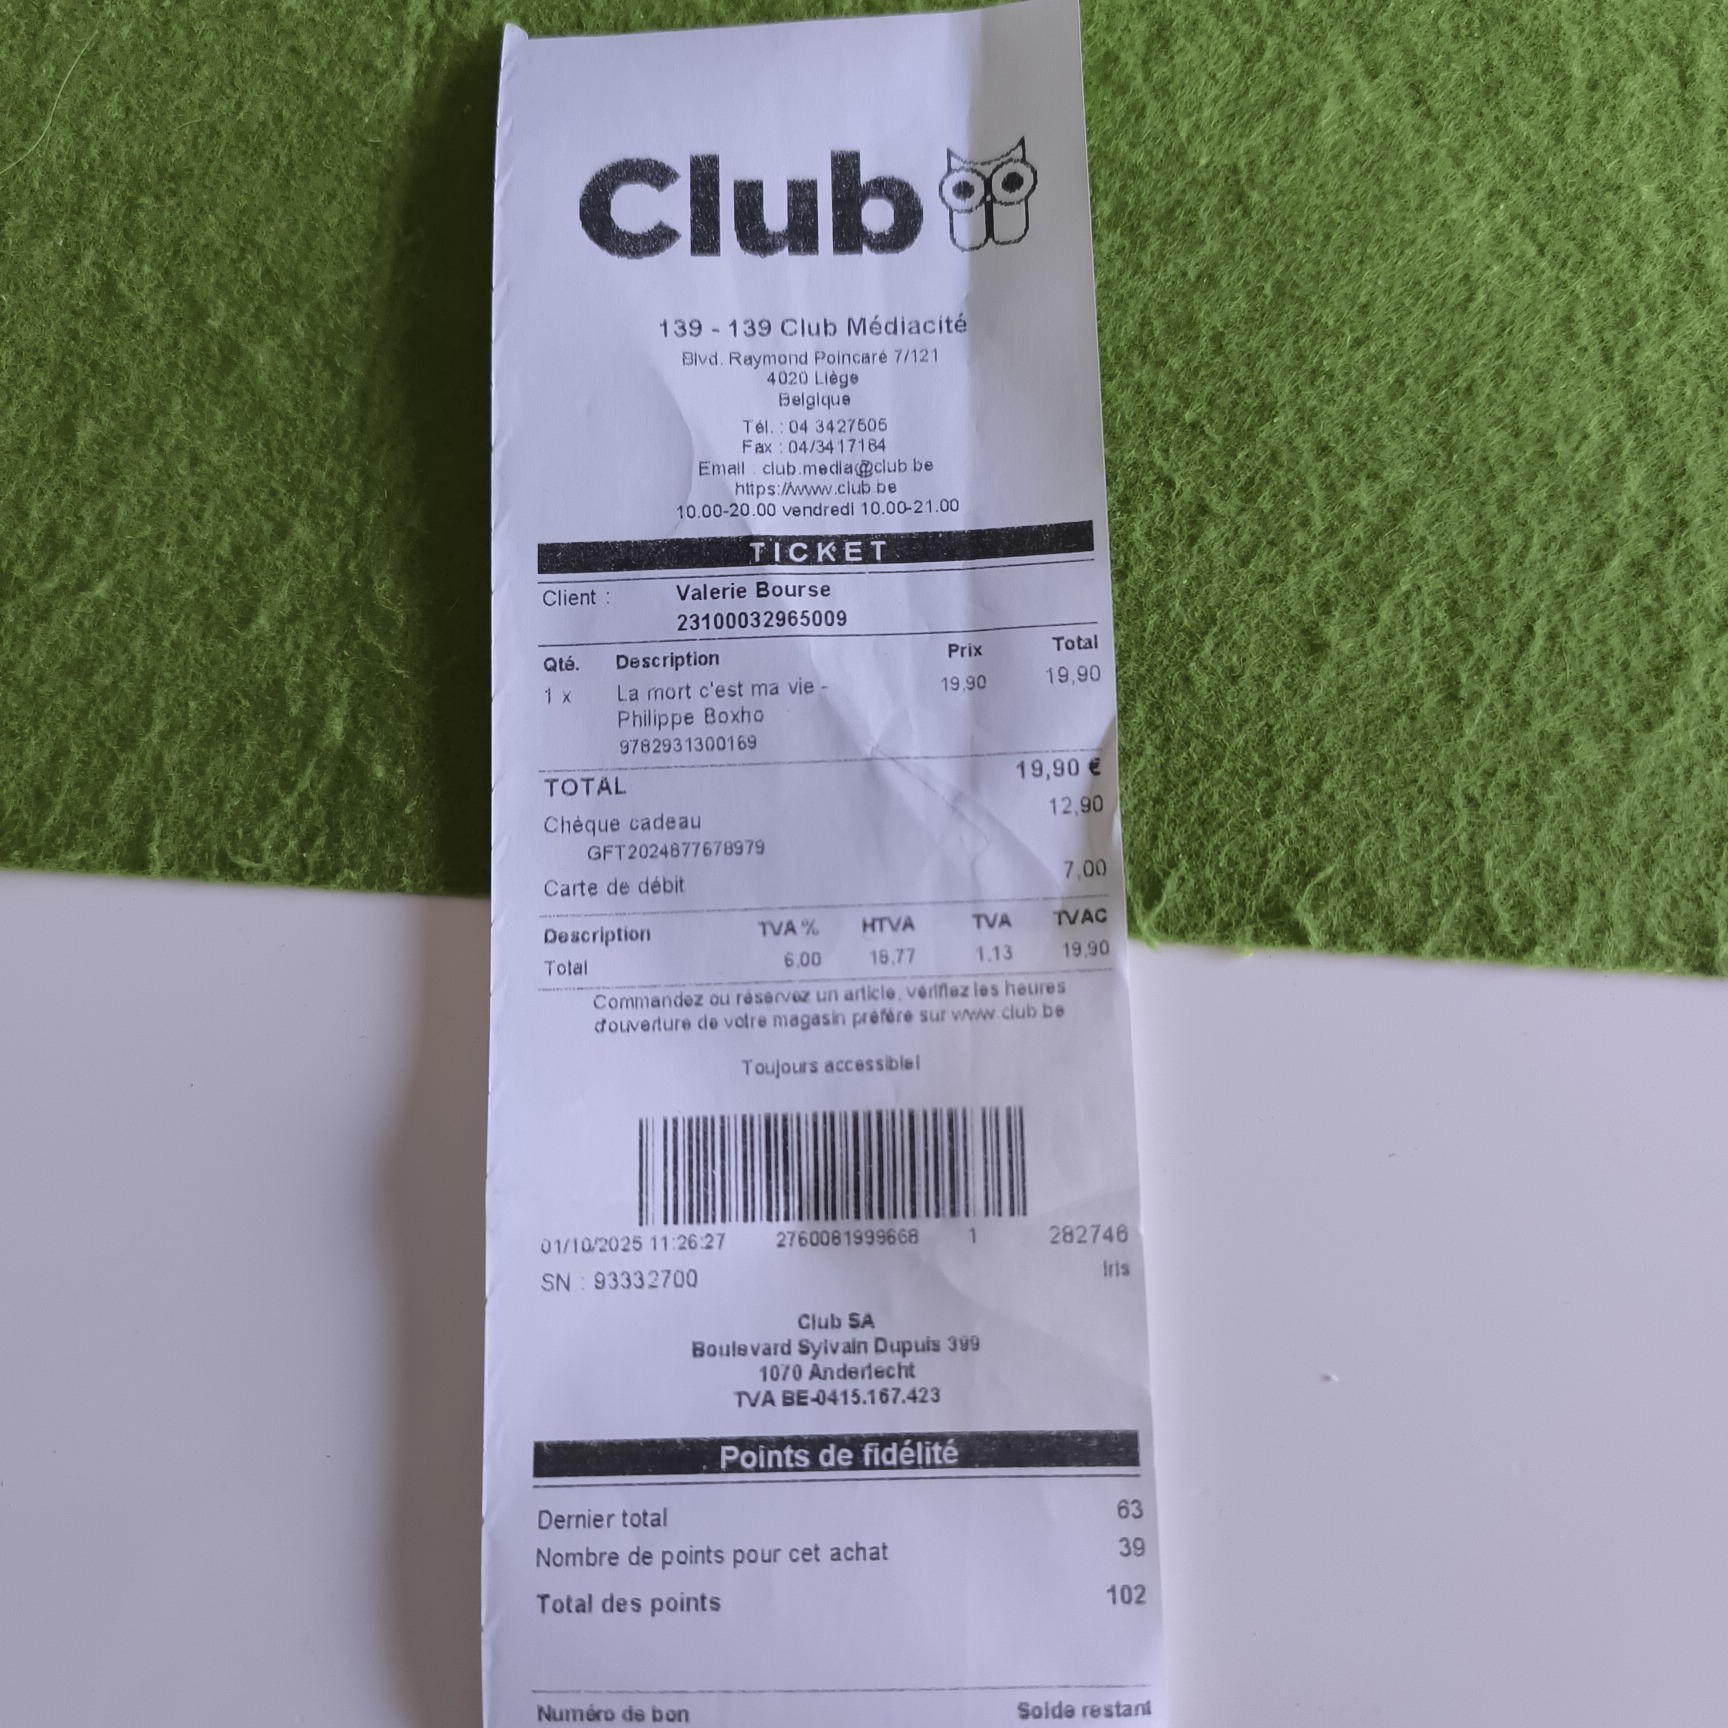 Club
139 - 139 Club Médiacité
Blvd. Raymond Poincaré 7/121
4020 Liège
Belgique
Tél. : 04 3427506
Fax : 04/3417184
Email : club.media@club.be
https://www.club.be
10.00-20.00 vendredi 10.00-21.00
TICKET
Client : Valerie Bourse
23100032965009
Qté. Description Prix Total
1 x La mort c'est ma vie - 19,90 19,90
Philippe Boxho
9782931300169
TOTAL 19,90 €
Chèque cadeau 12,90
GFT2024877678979
Carte de débit 7,00
Description TVA % HTVA TVA TVAC
Total 6,00 18,77 1,13 19,90
Commandez ou réservez un article, vérifiez les heures
d'ouverture de votre magasin préféré sur www.club.be
Toujours accessible!
01/10/2025 11:26:27 2760081999668 1 282746
SN : 93332700 Iris
Club SA
Boulevard Sylvain Dupuis 399
1070 Anderlecht
TVA BE-0415.167.423
Points de fidélité
Dernier total 63
Nombre de points pour cet achat 39
Total des points 102
Numéro de bon Solde restant